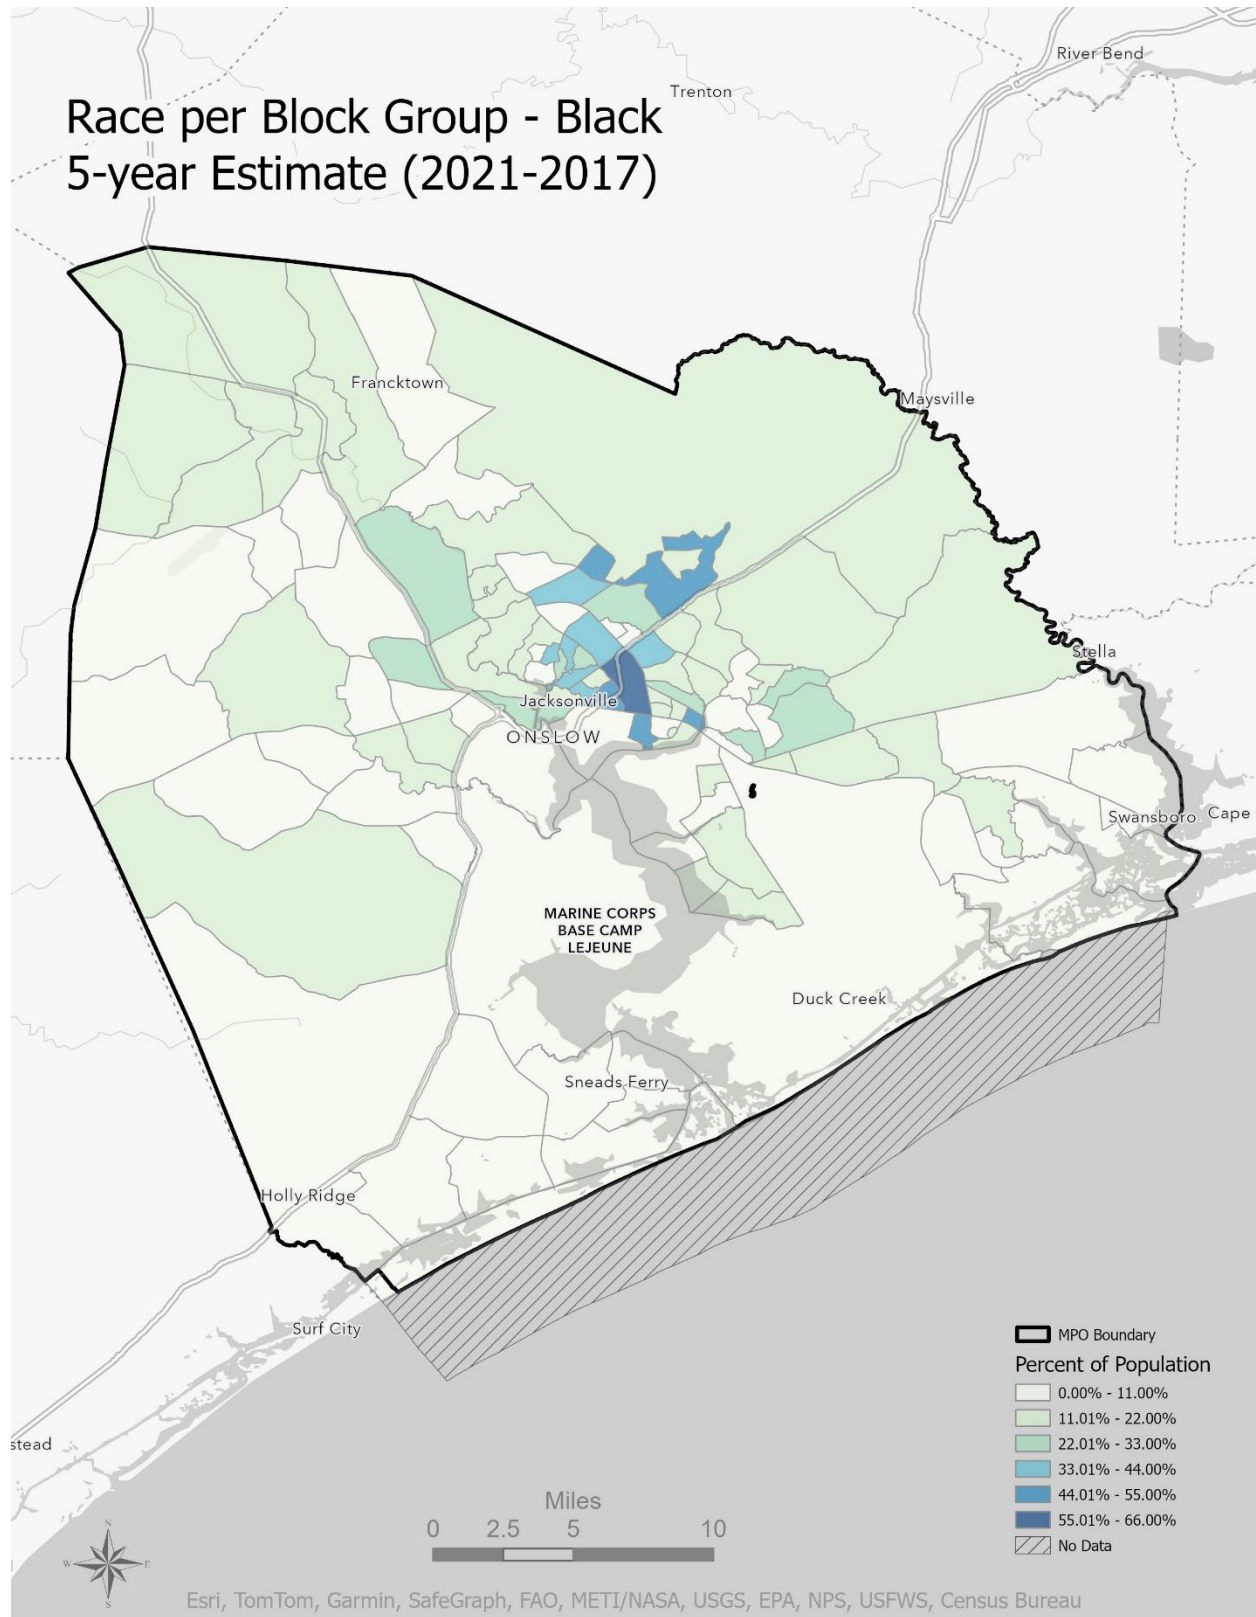 River Bend
Trenton
Race per Block Group - Black
5-year Estimate (2021-2017)
Francktown
Maysville
Stella
Jacksonville
ONSLOW
Swansboro
Cape
MARINE CORPS
BASE CAMP
LEJEUNE
Duck Creek
Sneads Ferry
Holly Ridge
Surf City
stead
MPO Boundary
Percent of Population
0.00% - 11.00%
11.01% - 22.00%
22.01% - 33.00%
33.01% - 44.00%
44.01% - 55.00%
55.01% - 66.00%
No Data
Miles
0 2.5 5 10
N
W E
S
Esri, TomTom, Garmin, SafeGraph, FAO, METI/NASA, USGS, EPA, NPS, USFWS, Census Bureau